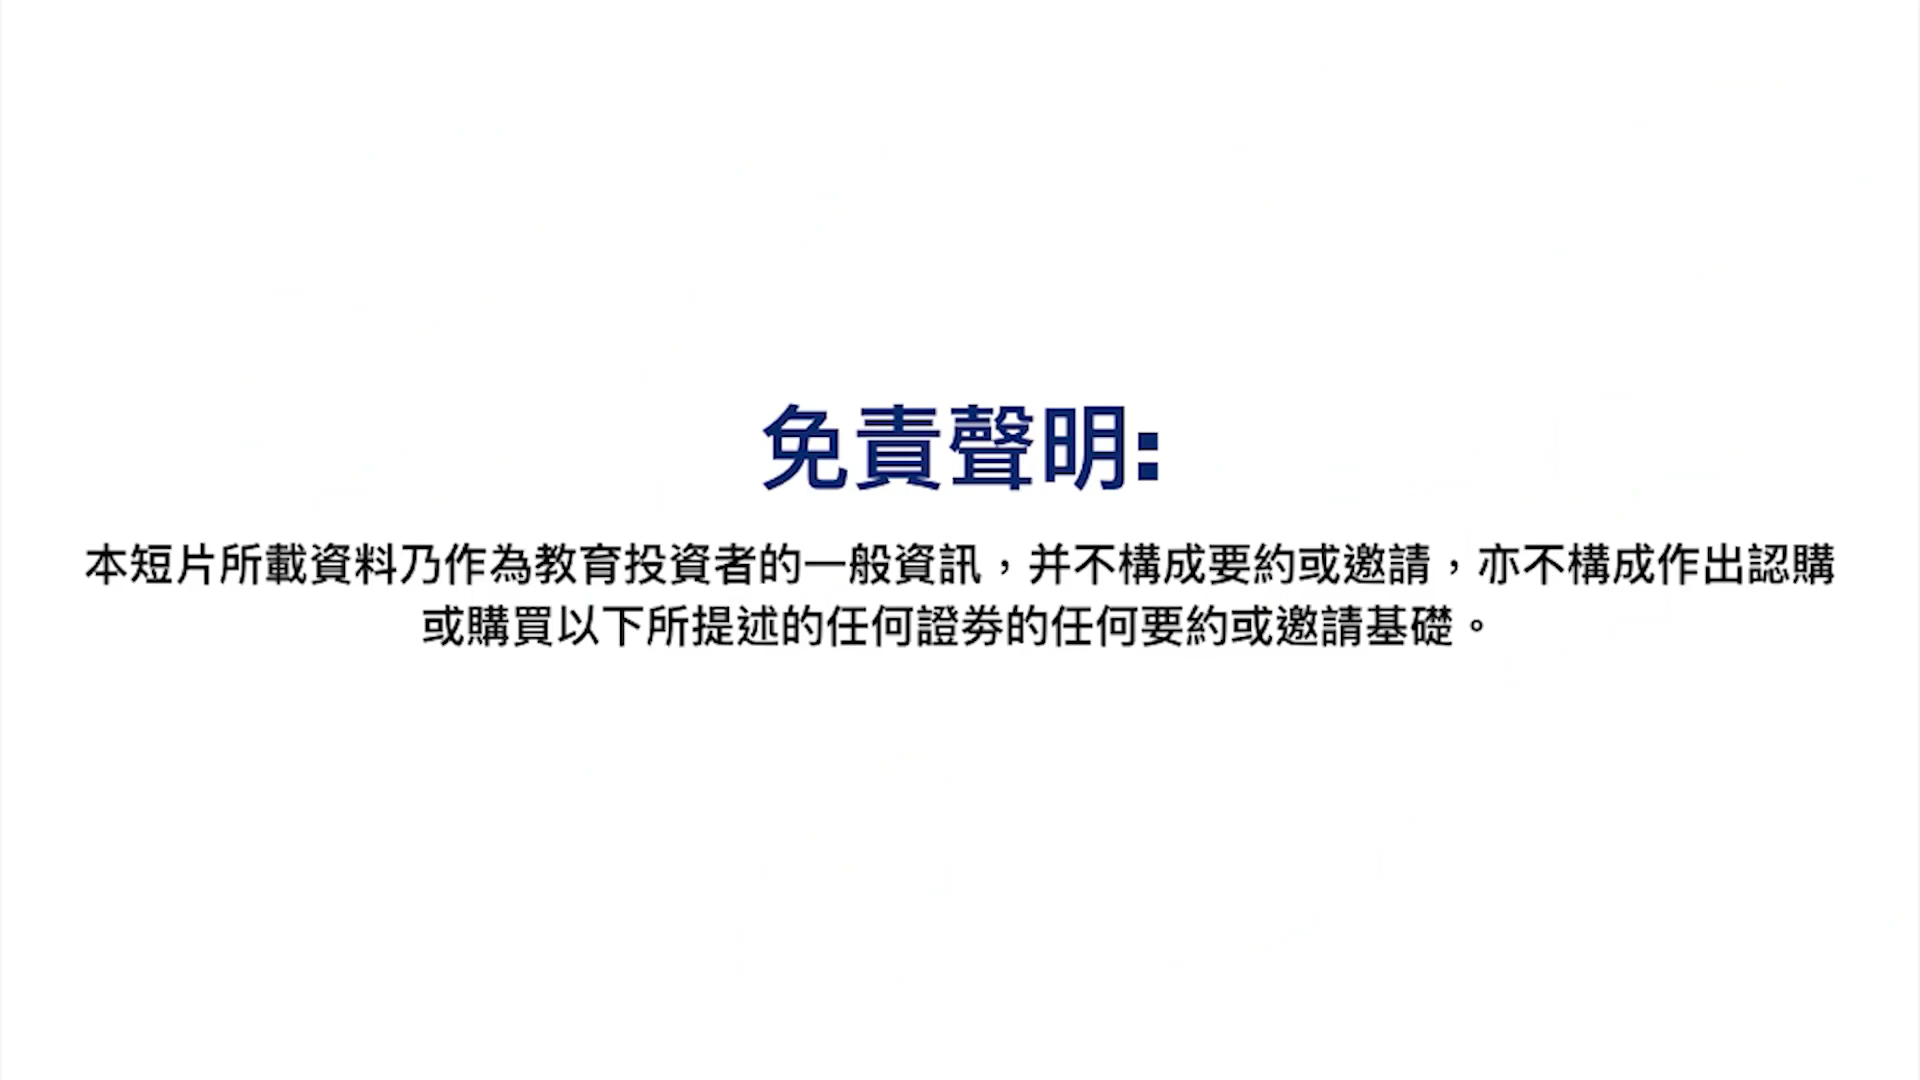 免責聲明:
本短片所載資料乃作為教育投資者的一般資訊，并不構成要約或邀請，亦不構成作出認購
或購買以下所提述的任何證券的任何要約或邀請基礎。